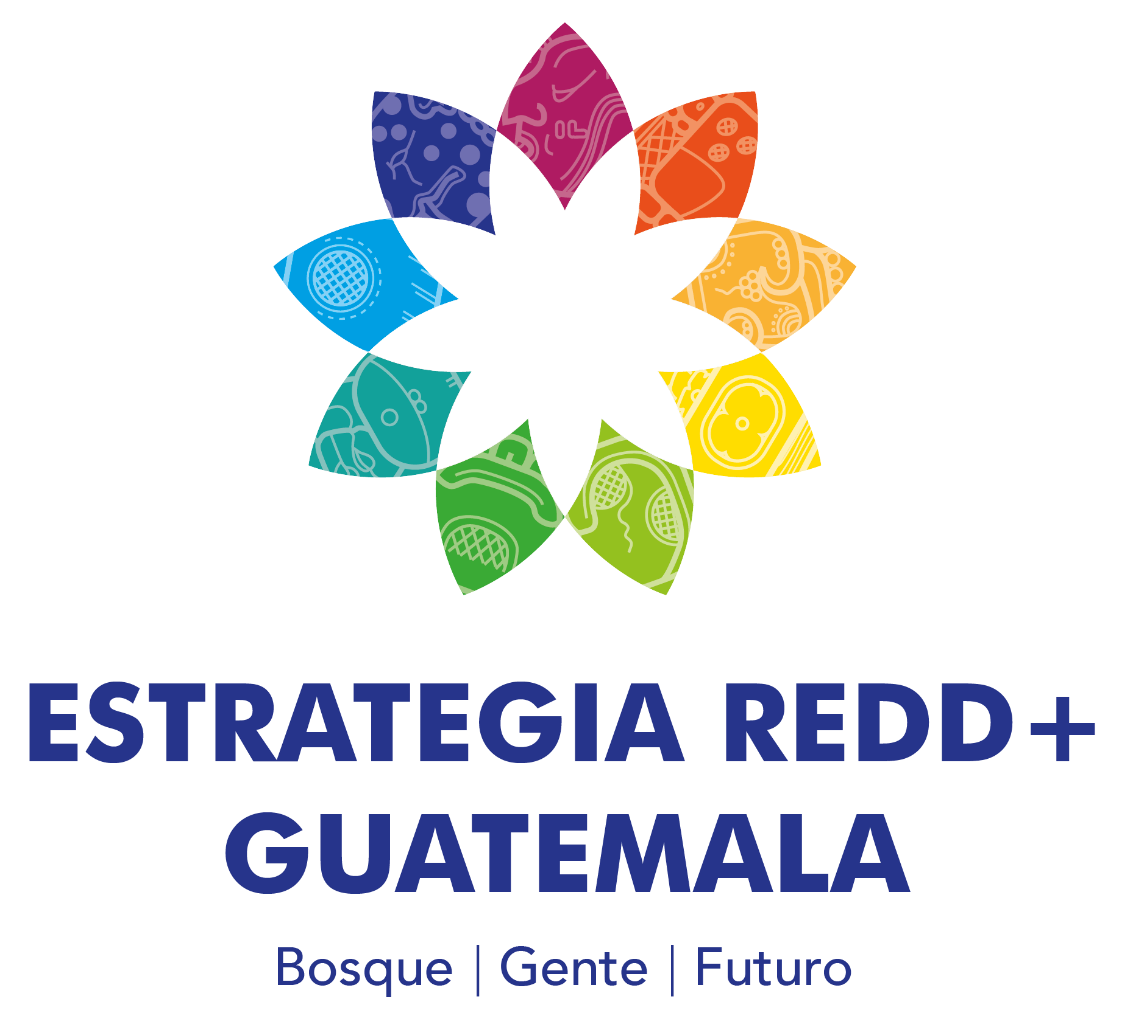 ESTRATEGIA REDD+
GUATEMALA
Bosque | Gente | Futuro